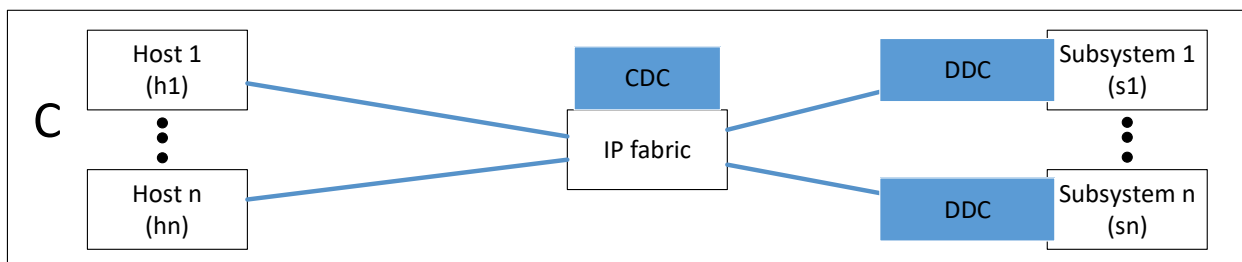 C
Host 1
(h1)
Host n
(hn)
CDC
IP fabric
DDC
Subsystem 1
(s1)
DDC
Subsystem n
(sn)